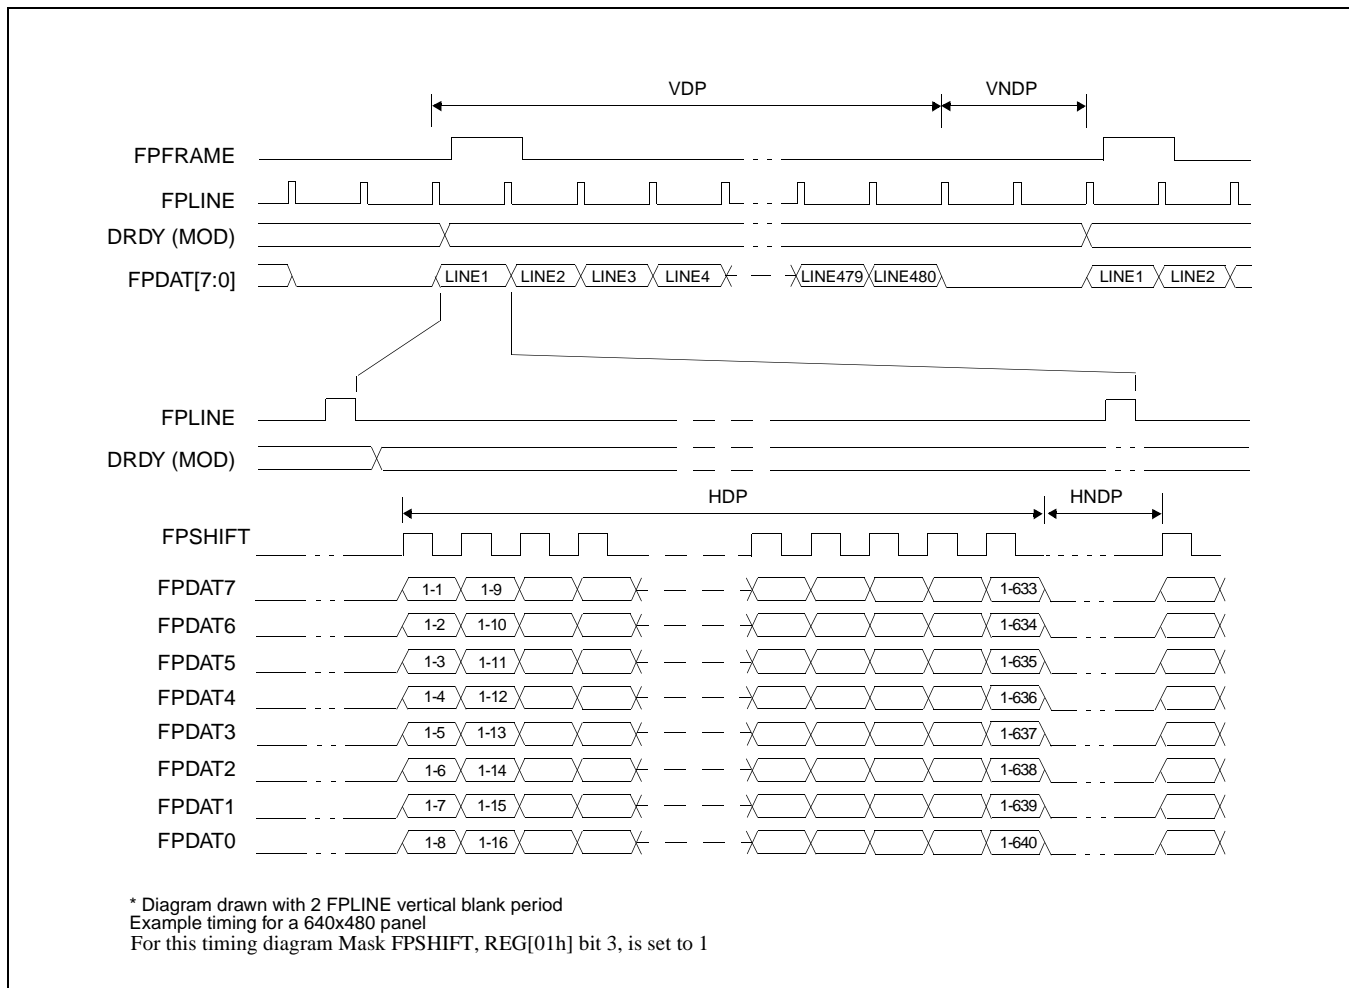 VDP VNDP
FPFRAME
FPLINE
DRDY (MOD)
FPDAT[7:0] LINE1 LINE2 LINE3 LINE4 LINE479 LINE480 LINE1 LINE2
FPLINE
DRDY (MOD)
HDP HNDP
FPSHIFT
FPDAT7 1-1 1-9 1-633
FPDAT6 1-2 1-10 1-634
FPDAT5 1-3 1-11 1-635
FPDAT4 1-4 1-12 1-636
FPDAT3 1-5 1-13 1-637
FPDAT2 1-6 1-14 1-638
FPDAT1 1-7 1-15 1-639
FPDAT0 1-8 1-16 1-640
* Diagram drawn with 2 FPLINE vertical blank period
Example timing for a 640x480 panel
For this timing diagram Mask FPSHIFT, REG[01h] bit 3, is set to 1